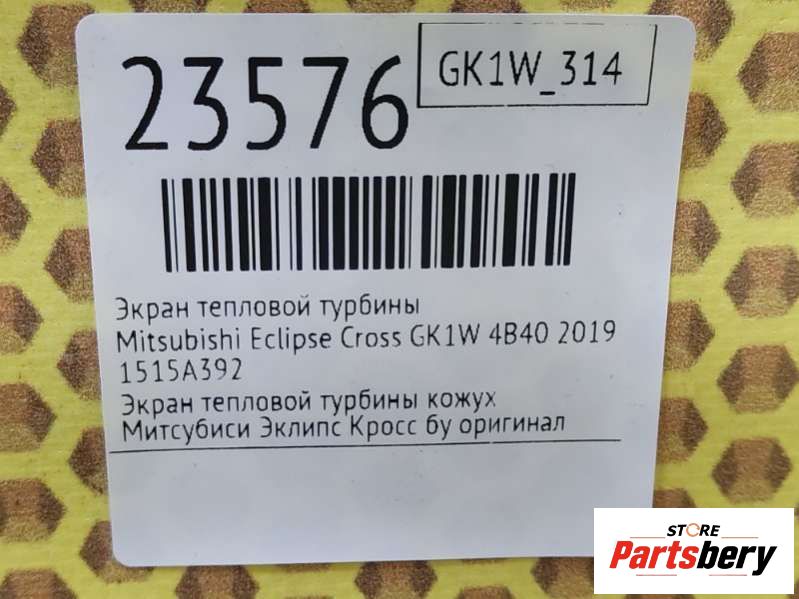 23576
GK1W_314
Экран тепловой турбины
Mitsubishi Eclipse Cross GK1W 4B40 2019
1515A392
Экран тепловой турбины кожух
Митсубиси Эклипс Кросс бу оригинал
STORE
Partsbery